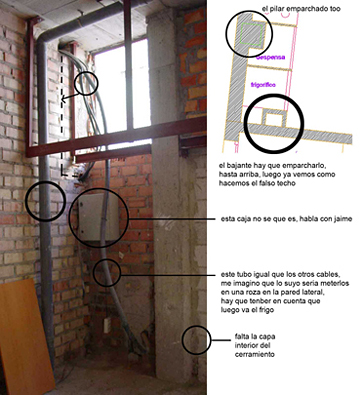 el pilar emparchado too
despensa
frigorifico
el bajante hay que emparcharlo,
hasta arriba, luego ya vemos como
hacemos el falso techo
esta caja no se que es, habla con jaime
este tubo igual que los otros cables,
me imagino que lo suyo seria meterlos
en una roza en la pared lateral,
hay que tenber en cuenta que
luego va el frigo
falta la capa
interior del
cerramiento